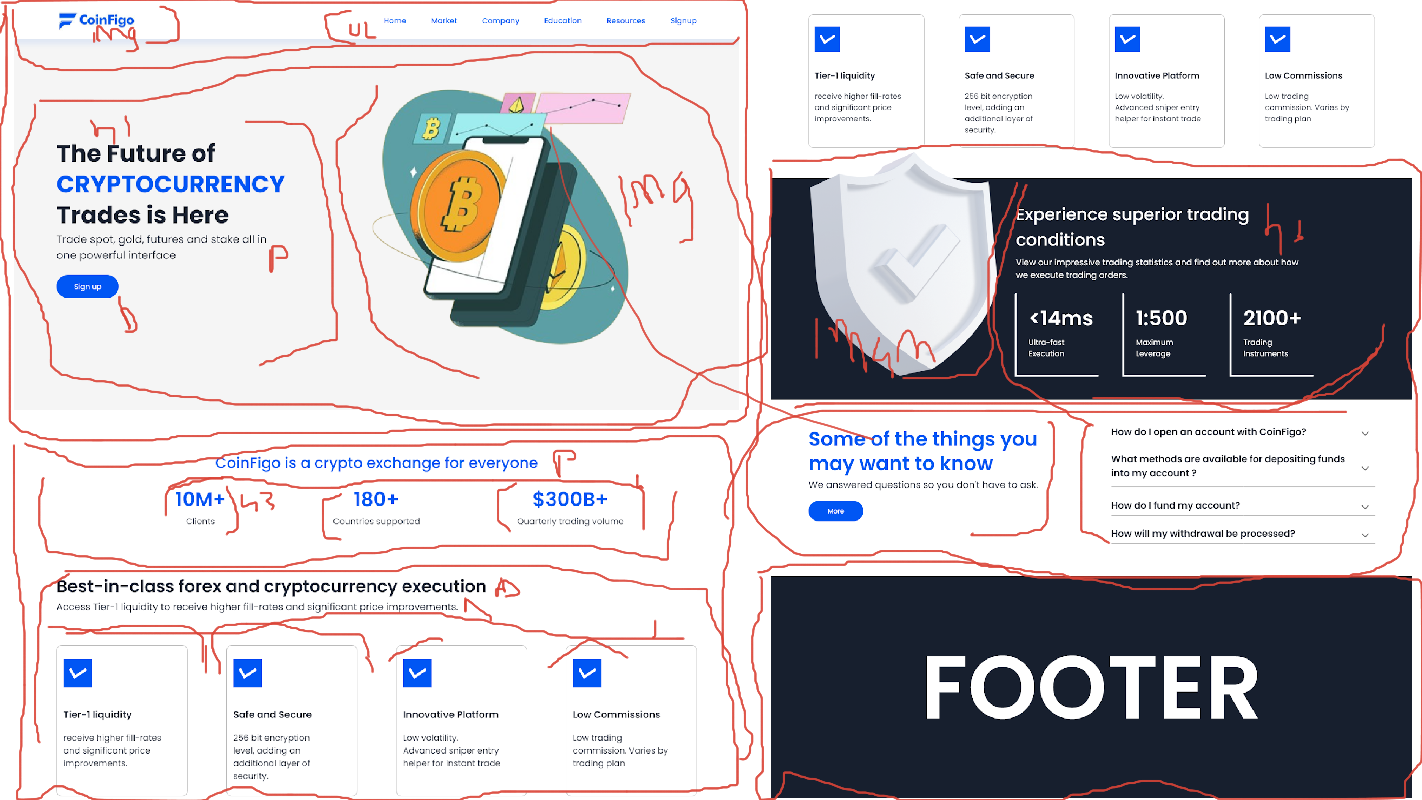 CoinFigo
img
UL
Home
Market
Company
Education
Resources
Signup
h1
The Future of
CRYPTOCURRENCY
Trades is Here
Trade spot, gold, futures and stake all in
one powerful interface
P
Sign up
B
Img
CoinFigo is a crypto exchange for everyone
P
10M+
Clients
h3
180+
Countries supported
$300B+
Quarterly trading volume
Best-in-class forex and cryptocurrency execution
Access Tier-1 liquidity to receive higher fill-rates and significant price improvements.
Tier-1 liquidity
receive higher fill-rates
and significant price
improvements.
Safe and Secure
256 bit encryption
level, adding an
additional layer of
security.
Innovative Platform
Low volatility.
Advanced sniper entry
helper for instant trade
Low Commissions
Low trading
commission. Varies by
trading plan
Tier-1 liquidity
receive higher fill-rates
and significant price
improvements.
Safe and Secure
256 bit encryption
level, adding an
additional layer of
security.
Innovative Platform
Low volatility.
Advanced sniper entry
helper for instant trade
Low Commissions
Low trading
commission. Varies by
trading plan
Experience superior trading
conditions
h1
View our impressive trading statistics and find out more about how
we execute trading orders.
<14ms
Ultra-fast
Execution
1:500
Maximum
Leverage
2100+
Trading
Instruments
Some of the things you
may want to know
We answered questions so you don't have to ask.
More
How do I open an account with CoinFigo?
What methods are available for depositing funds
into my account ?
How do I fund my account?
How will my withdrawal be processed?
FOOTER